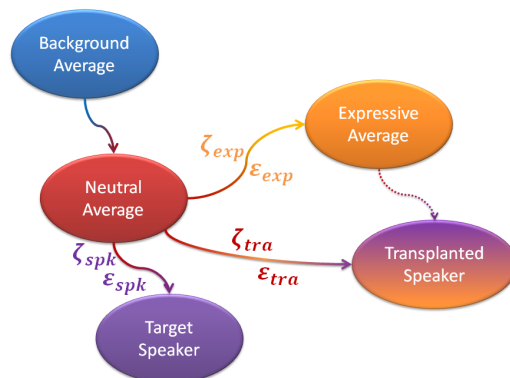 Background
Average
Expressive
Average
ζexp
εexp
Neutral
Average
ζtra
εtra
Transplanted
Speaker
ζspk
εspk
Target
Speaker